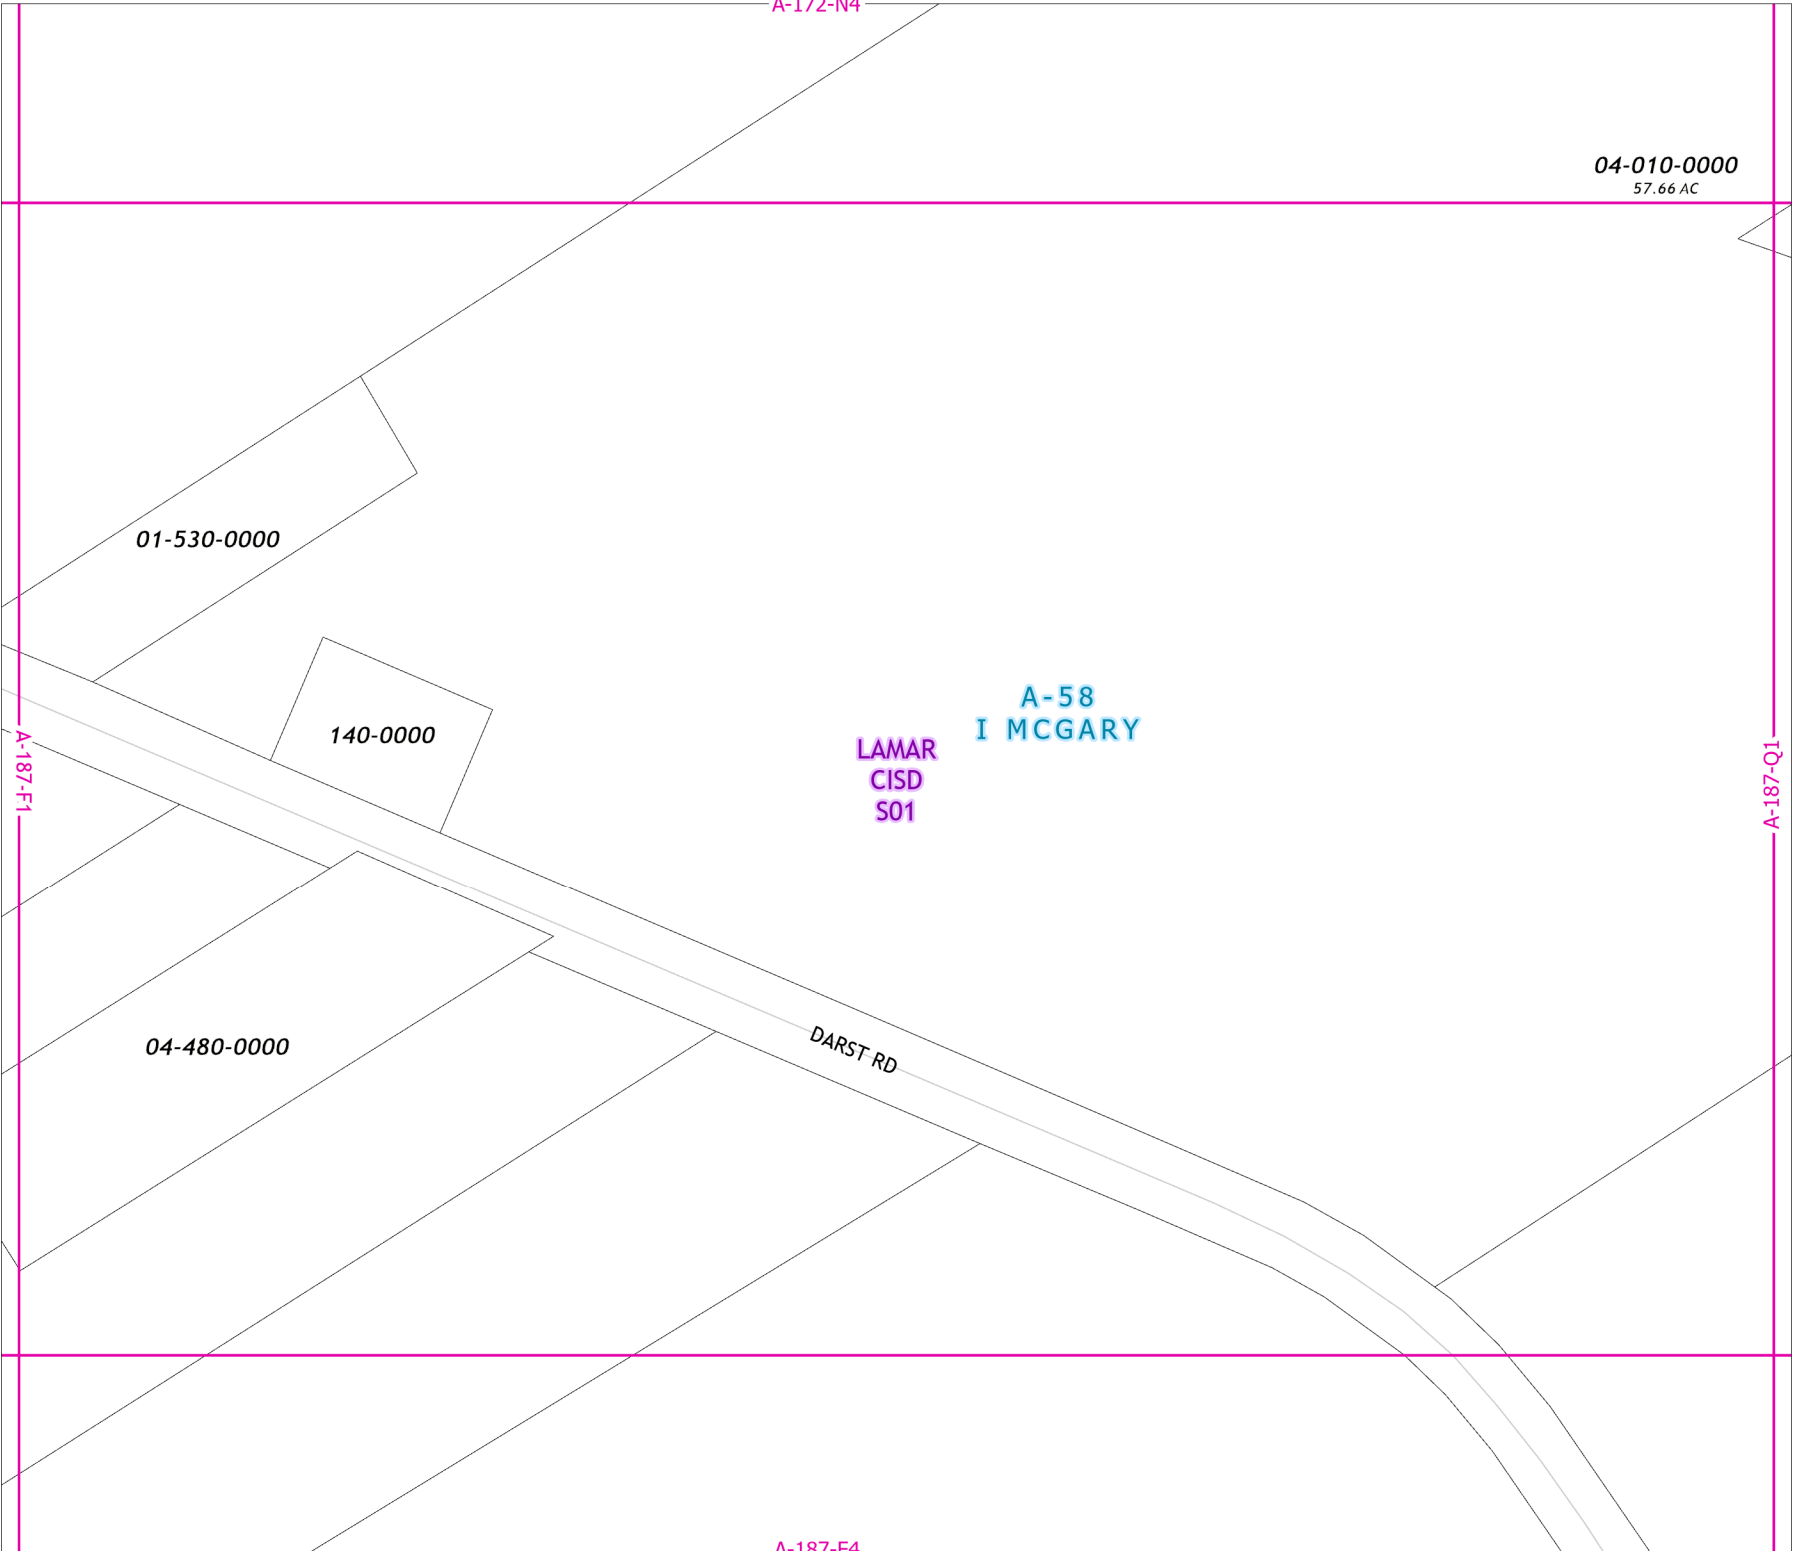 A-172-N4
04-010-0000
57.66 AC
01-530-0000
140-0000
A-58
I MCGARY
LAMAR
CISD
S01
A-187-F1
A-187-Q1
04-480-0000
DARST RD
A-187-F4